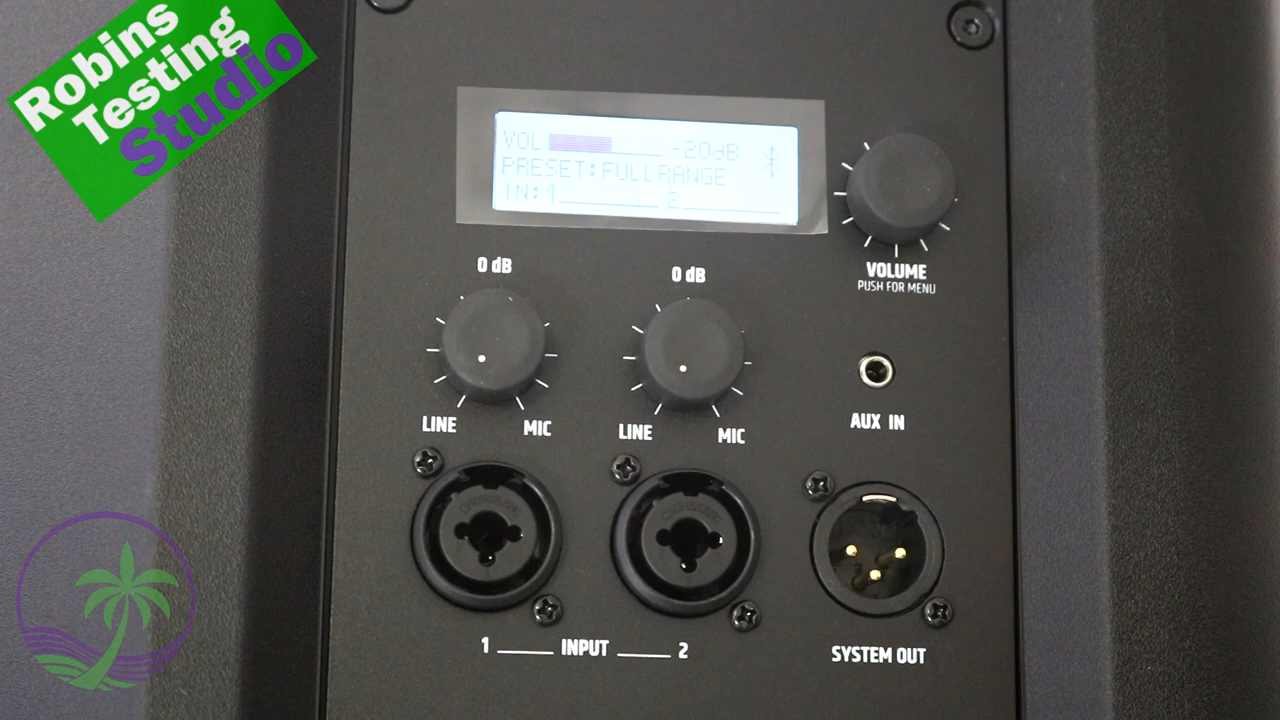 Robins
Testing
Studio
VOL -20dB
PRESET:FULLRANGE
IN:1 2
VOLUME
PUSH FOR MENU
0 dB
0 dB
LINE
MIC
LINE
MIC
AUX IN
1 INPUT 2
SYSTEM OUT